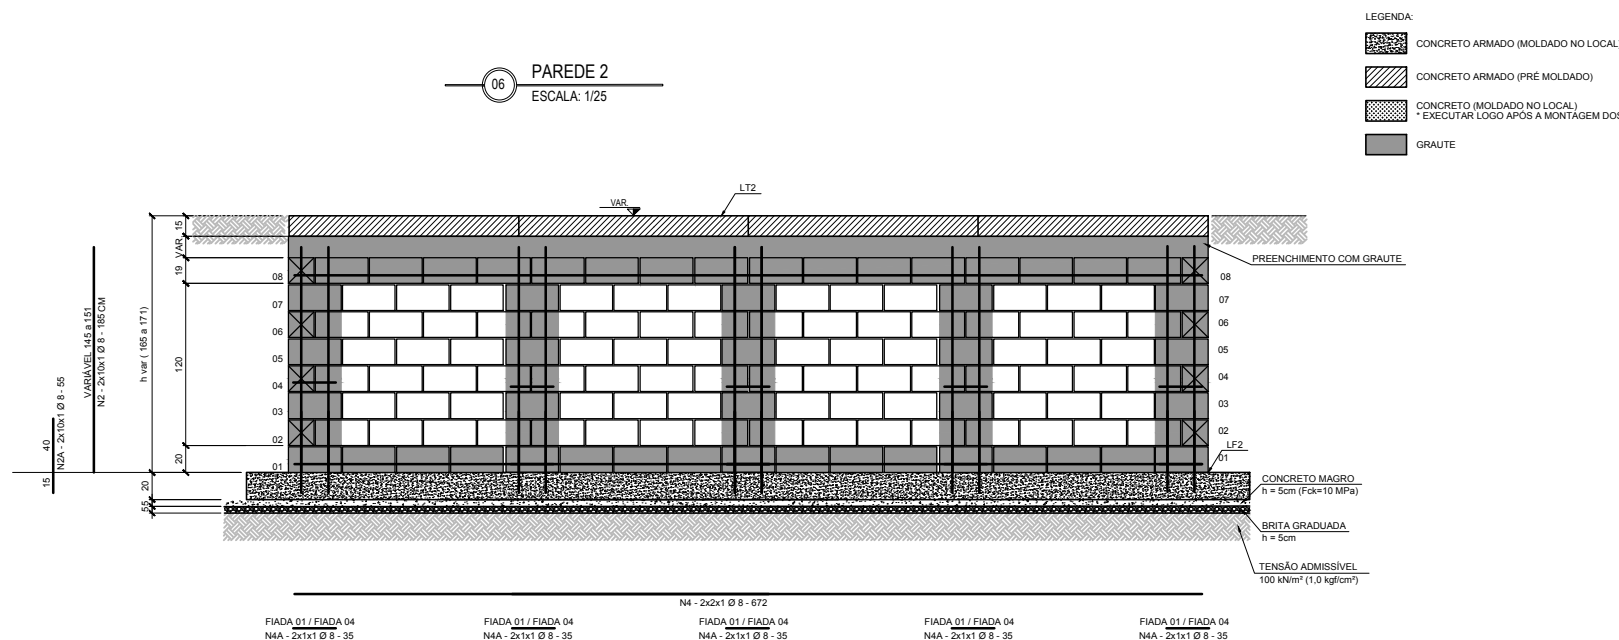 LEGENDA:
CONCRETO ARMADO (MOLDADO NO LOCAL)
CONCRETO ARMADO (PRÉ MOLDADO)
CONCRETO (MOLDADO NO LOCAL)
* EXECUTAR LOGO APÓS A MONTAGEM DOS
GRAUTE
06
PAREDE 2
ESCALA: 1/25
LT2
VAR.
PREENCHIMENTO COM GRAUTE
15
VAR.
19
120
20
20
5
5
h var ( 165 a 171)
VARIÁVEL 145 a 151
N2 - 2x10x1 Ø 8 - 185 CM
40
15
N2A - 2x10x1 Ø 8 - 55
08
07
06
05
04
03
02
01
08
07
06
05
04
03
02
01
LF2
CONCRETO MAGRO
h = 5cm (Fck=10 MPa)
BRITA GRADUADA
h = 5cm
TENSÃO ADMISSÍVEL
100 kN/m² (1,0 kgf/cm²)
N4 - 2x2x1 Ø 8 - 672
FIADA 01 / FIADA 04
N4A - 2x1x1 Ø 8 - 35
FIADA 01 / FIADA 04
N4A - 2x1x1 Ø 8 - 35
FIADA 01 / FIADA 04
N4A - 2x1x1 Ø 8 - 35
FIADA 01 / FIADA 04
N4A - 2x1x1 Ø 8 - 35
FIADA 01 / FIADA 04
N4A - 2x1x1 Ø 8 - 35